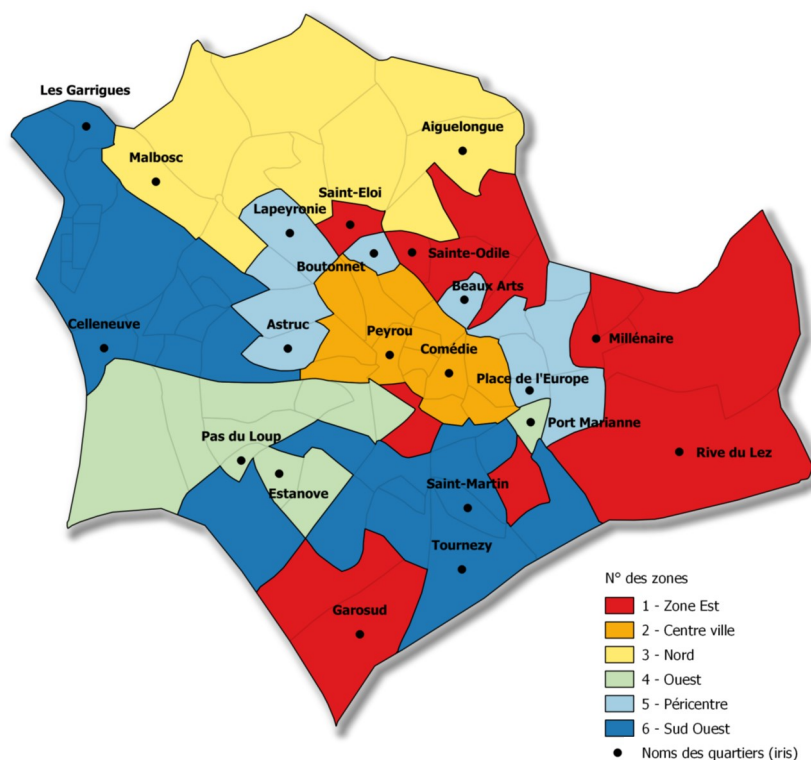 Les Garrigues
Aiguelongue
Malbosc
Saint-Eloi
Lapeyronie
Boutonnet
Sainte-Odile
Beaux Arts
Celleneuve
Astruc
Peyrou
Comédie
Millénaire
Place de l'Europe
Port Marianne
Pas du Loup
Rive du Lez
Estanove
Saint-Martin
Tournezy
Garosud
N° des zones
1 - Zone Est
2 - Centre ville
3 - Nord
4 - Ouest
5 - Péricentre
6 - Sud Ouest
Noms des quartiers (iris)